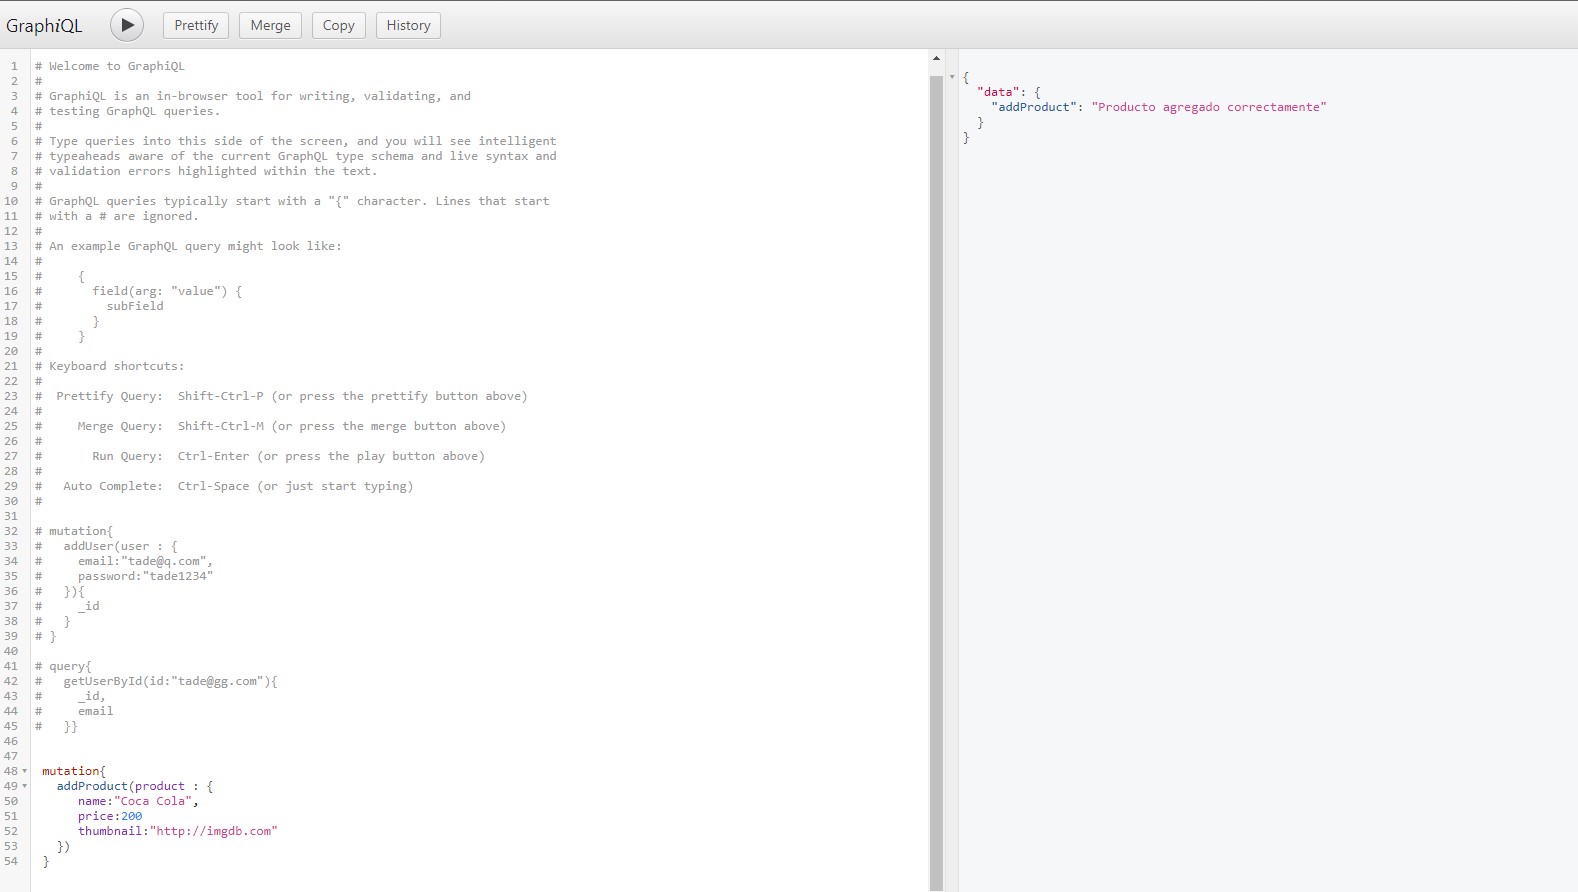 GraphiQL Prettify Merge Copy History
1 # Welcome to GraphiQL
2 #
3 # GraphiQL is an in-browser tool for writing, validating, and
4 # testing GraphQL queries.
5 #
6 # Type queries into this side of the screen, and you will see intelligent
7 # typeaheads aware of the current GraphQL type schema and live syntax and
8 # validation errors highlighted within the text.
9 #
10 # GraphQL queries typically start with a "{" character. Lines that start
11 # with a # are ignored.
12 #
13 # An example GraphQL query might look like:
14 #
15 #     {
16 #       field(arg: "value") {
17 #         subField
18 #       }
19 #     }
20 #
21 # Keyboard shortcuts:
22 #
23 #  Prettify Query:  Shift-Ctrl-P (or press the prettify button above)
24 #
25 #     Merge Query:  Shift-Ctrl-M (or press the merge button above)
26 #
27 #       Run Query:  Ctrl-Enter (or press the play button above)
28 #
29 #   Auto Complete:  Ctrl-Space (or just start typing)
30 #
31
32 # mutation{
33 #   addUser(user : {
34 #     email:"tade@q.com",
35 #     password:"tade1234"
36 #   }){
37 #     _id
38 #   }
39 # }
40
41 # query{
42 #   getUserById(id:"tade@gg.com"){
43 #     _id,
44 #     email
45 #   }}
46
47
48  mutation{
49    addProduct(product : {
50       name:"Coca Cola",
51       price:200
52       thumbnail:"http://imgdb.com"
53    })
54  }
{
  "data": {
    "addProduct": "Producto agregado correctamente"
  }
}